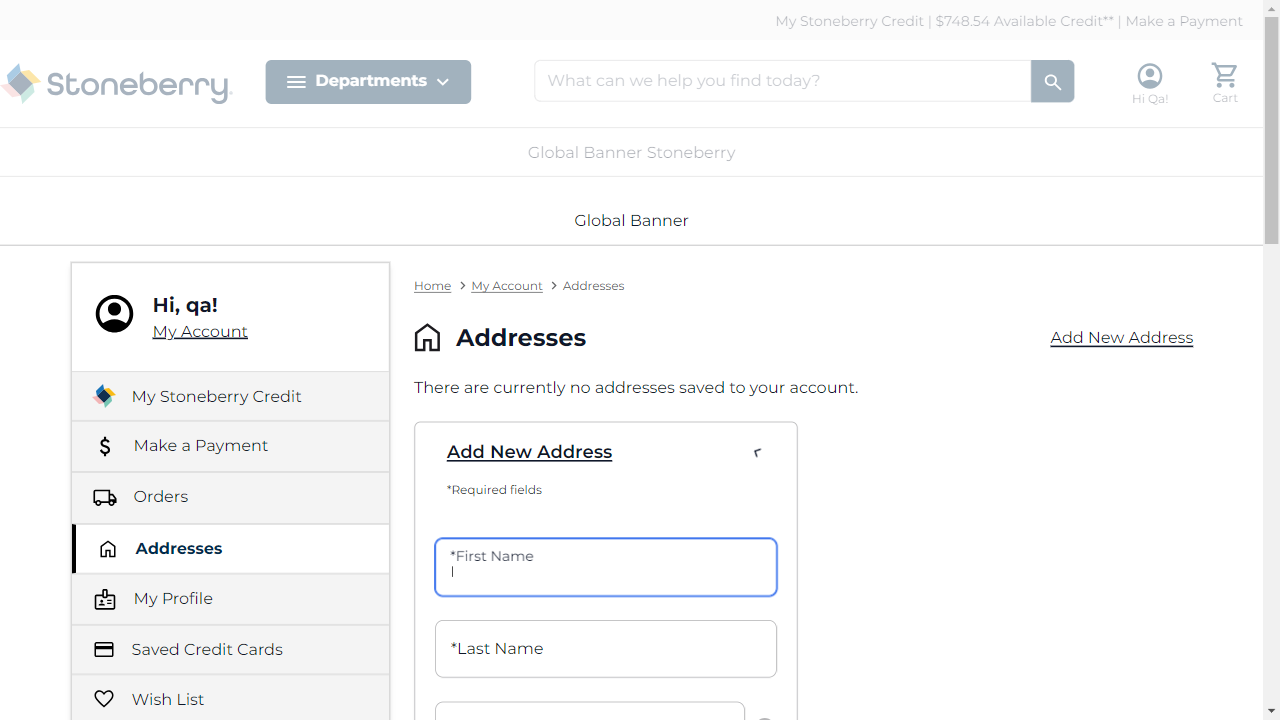 My Stoneberry Credit | $748.54 Available Credit** | Make a Payment
Stoneberry
Departments
What can we help you find today?
Hi Qa!
Cart
Global Banner Stoneberry
Global Banner
Hi, qa!
My Account
My Stoneberry Credit
Make a Payment
Orders
Addresses
My Profile
Saved Credit Cards
Wish List
Home > My Account > Addresses
Addresses
Add New Address
There are currently no addresses saved to your account.
Add New Address
*Required fields
*First Name
*Last Name